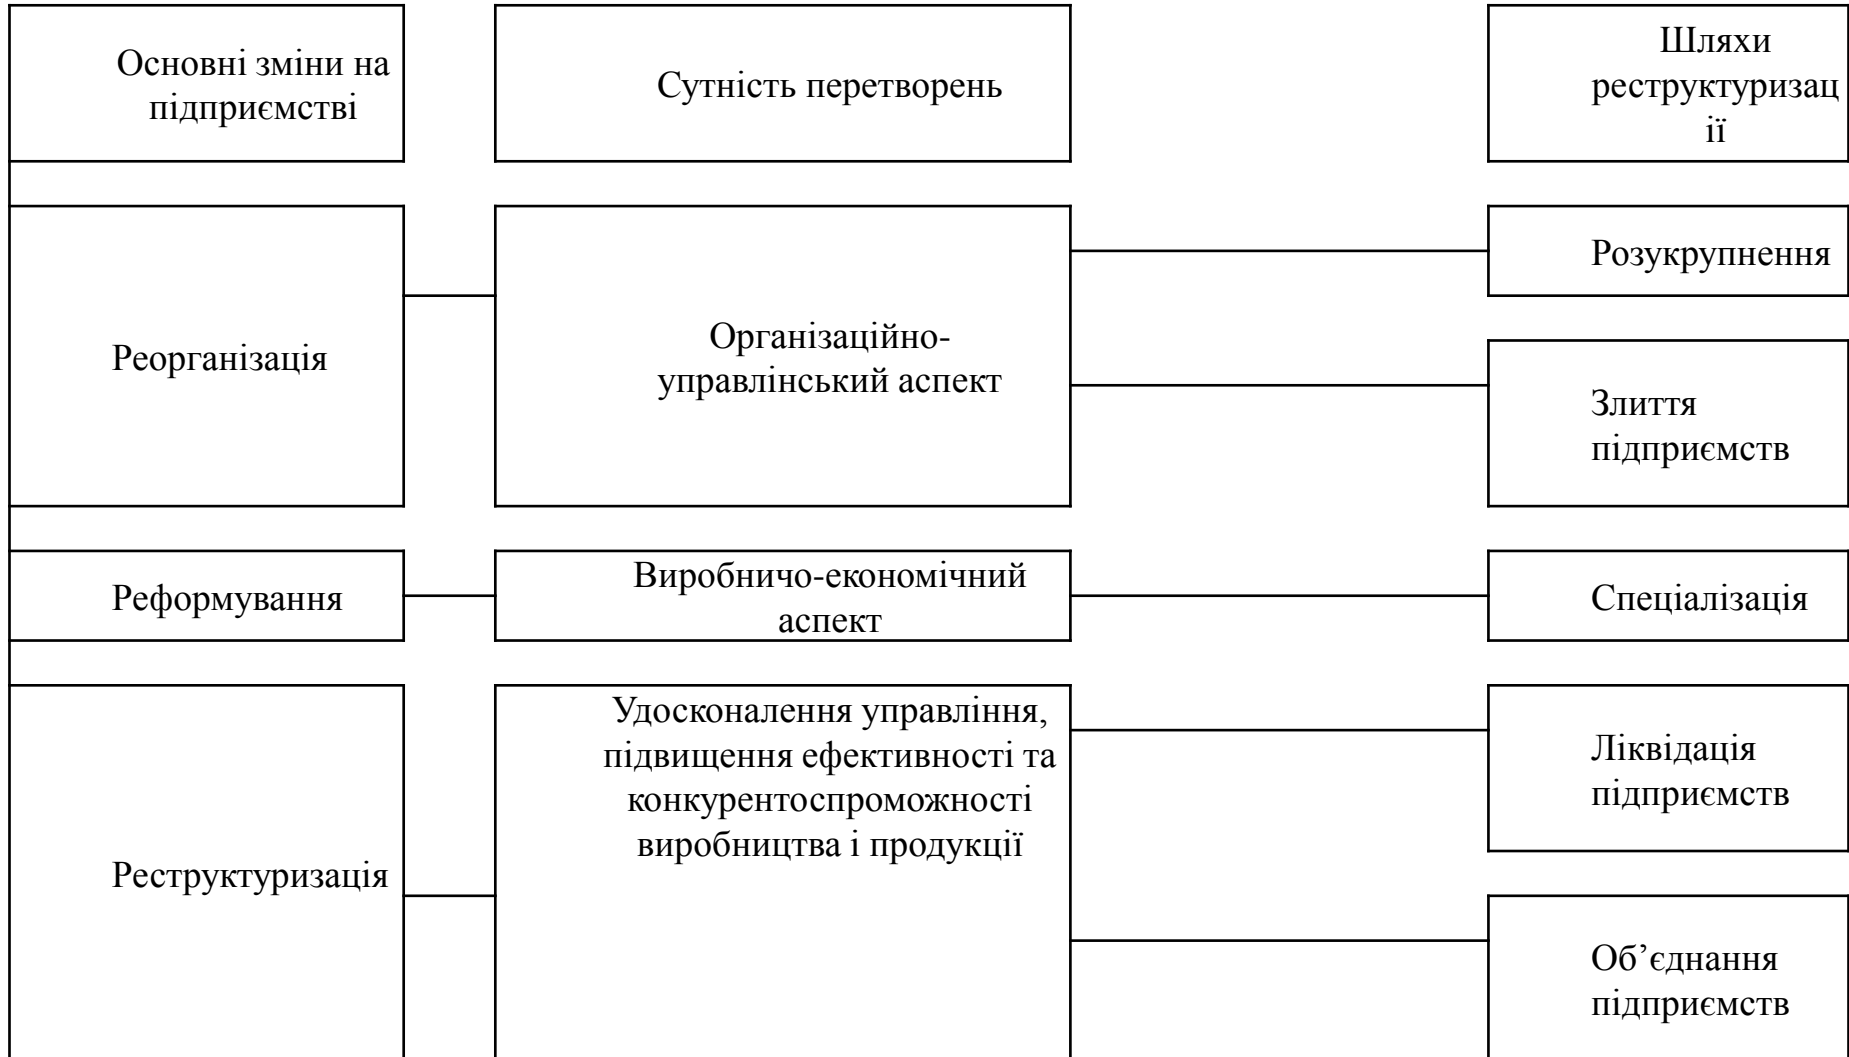 Основні зміни на
підприємстві
Сутність перетворень
Шляхи
реструктуризац
ії
Реорганізація
Організаційно-
управлінський аспект
Розукрупнення
Злиття
підприємств
Реформування
Виробничо-економічний
аспект
Спеціалізація
Реструктуризація
Удосконалення управління,
підвищення ефективності та
конкурентоспроможності
виробництва і продукції
Ліквідація
підприємств
Об’єднання
підприємств